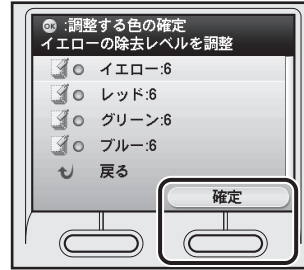 OK :調整する色の確定
イエローの除去レベルを調整
イエロー:6
レッド:6
グリーン:6
ブルー:6
戻る
確定